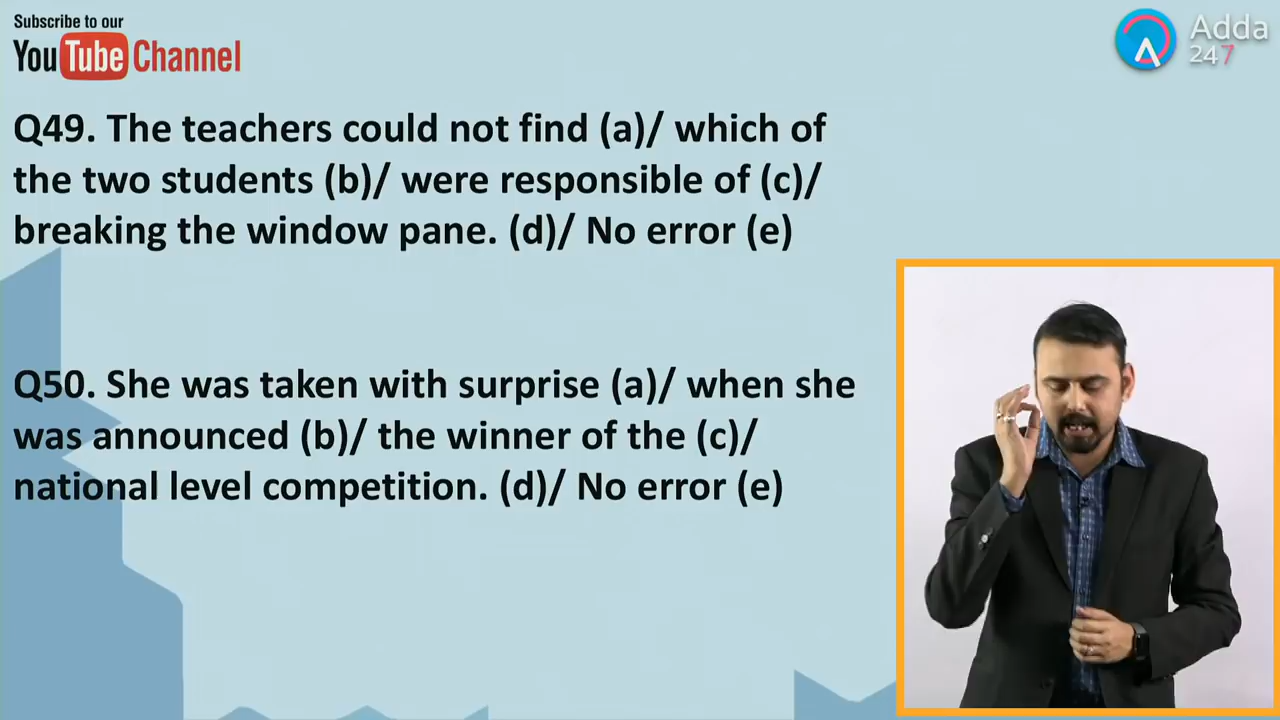 Subscribe to our
YouTube Channel
Adda
247
Q49. The teachers could not find (a)/ which of
the two students (b)/ were responsible of (c)/
breaking the window pane. (d)/ No error (e)
Q50. She was taken with surprise (a)/ when she
was announced (b)/ the winner of the (c)/
national level competition. (d)/ No error (e)